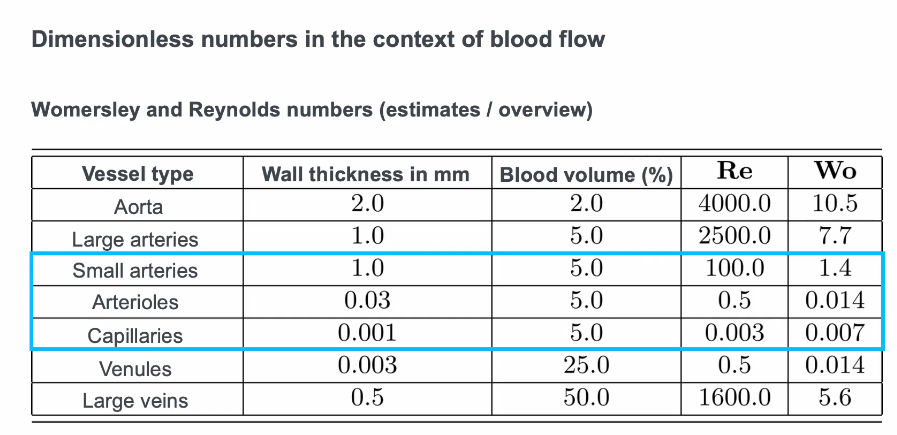 Dimensionless numbers in the context of blood flow
Womersley and Reynolds numbers (estimates / overview)
Vessel type Wall thickness in mm Blood volume (%) Re Wo
Aorta 2.0 2.0 4000.0 10.5
Large arteries 1.0 5.0 2500.0 7.7
Small arteries 1.0 5.0 100.0 1.4
Arterioles 0.03 5.0 0.5 0.014
Capillaries 0.001 5.0 0.003 0.007
Venules 0.003 25.0 0.5 0.014
Large veins 0.5 50.0 1600.0 5.6